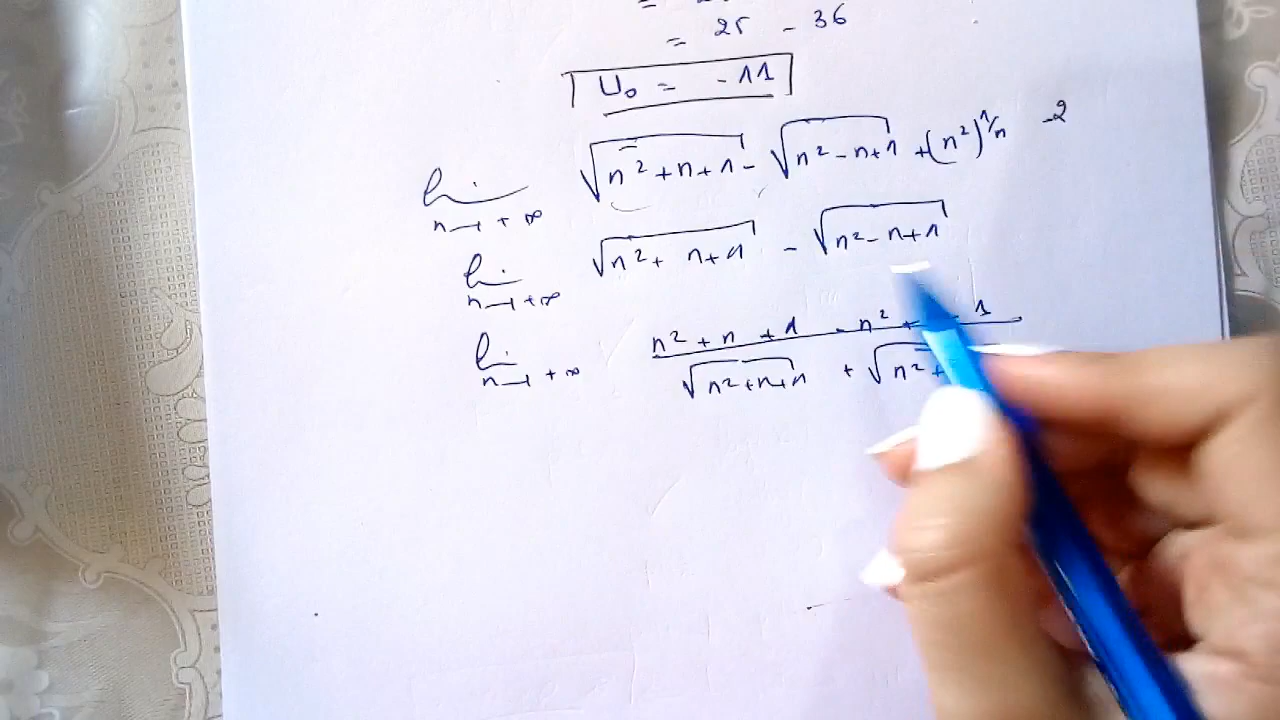 = 25 - 36
U₀ = -11
lim n→+∞ √(n²+n+1) - √(n²-n+1) + (n²)^(1/n) - 2
lim n→+∞ √(n²+ n+1) - √(n²-n+1)
lim n→+∞ (n²+n+1 - n²+ - 1) / (√(n²+n+1) + √(n²+